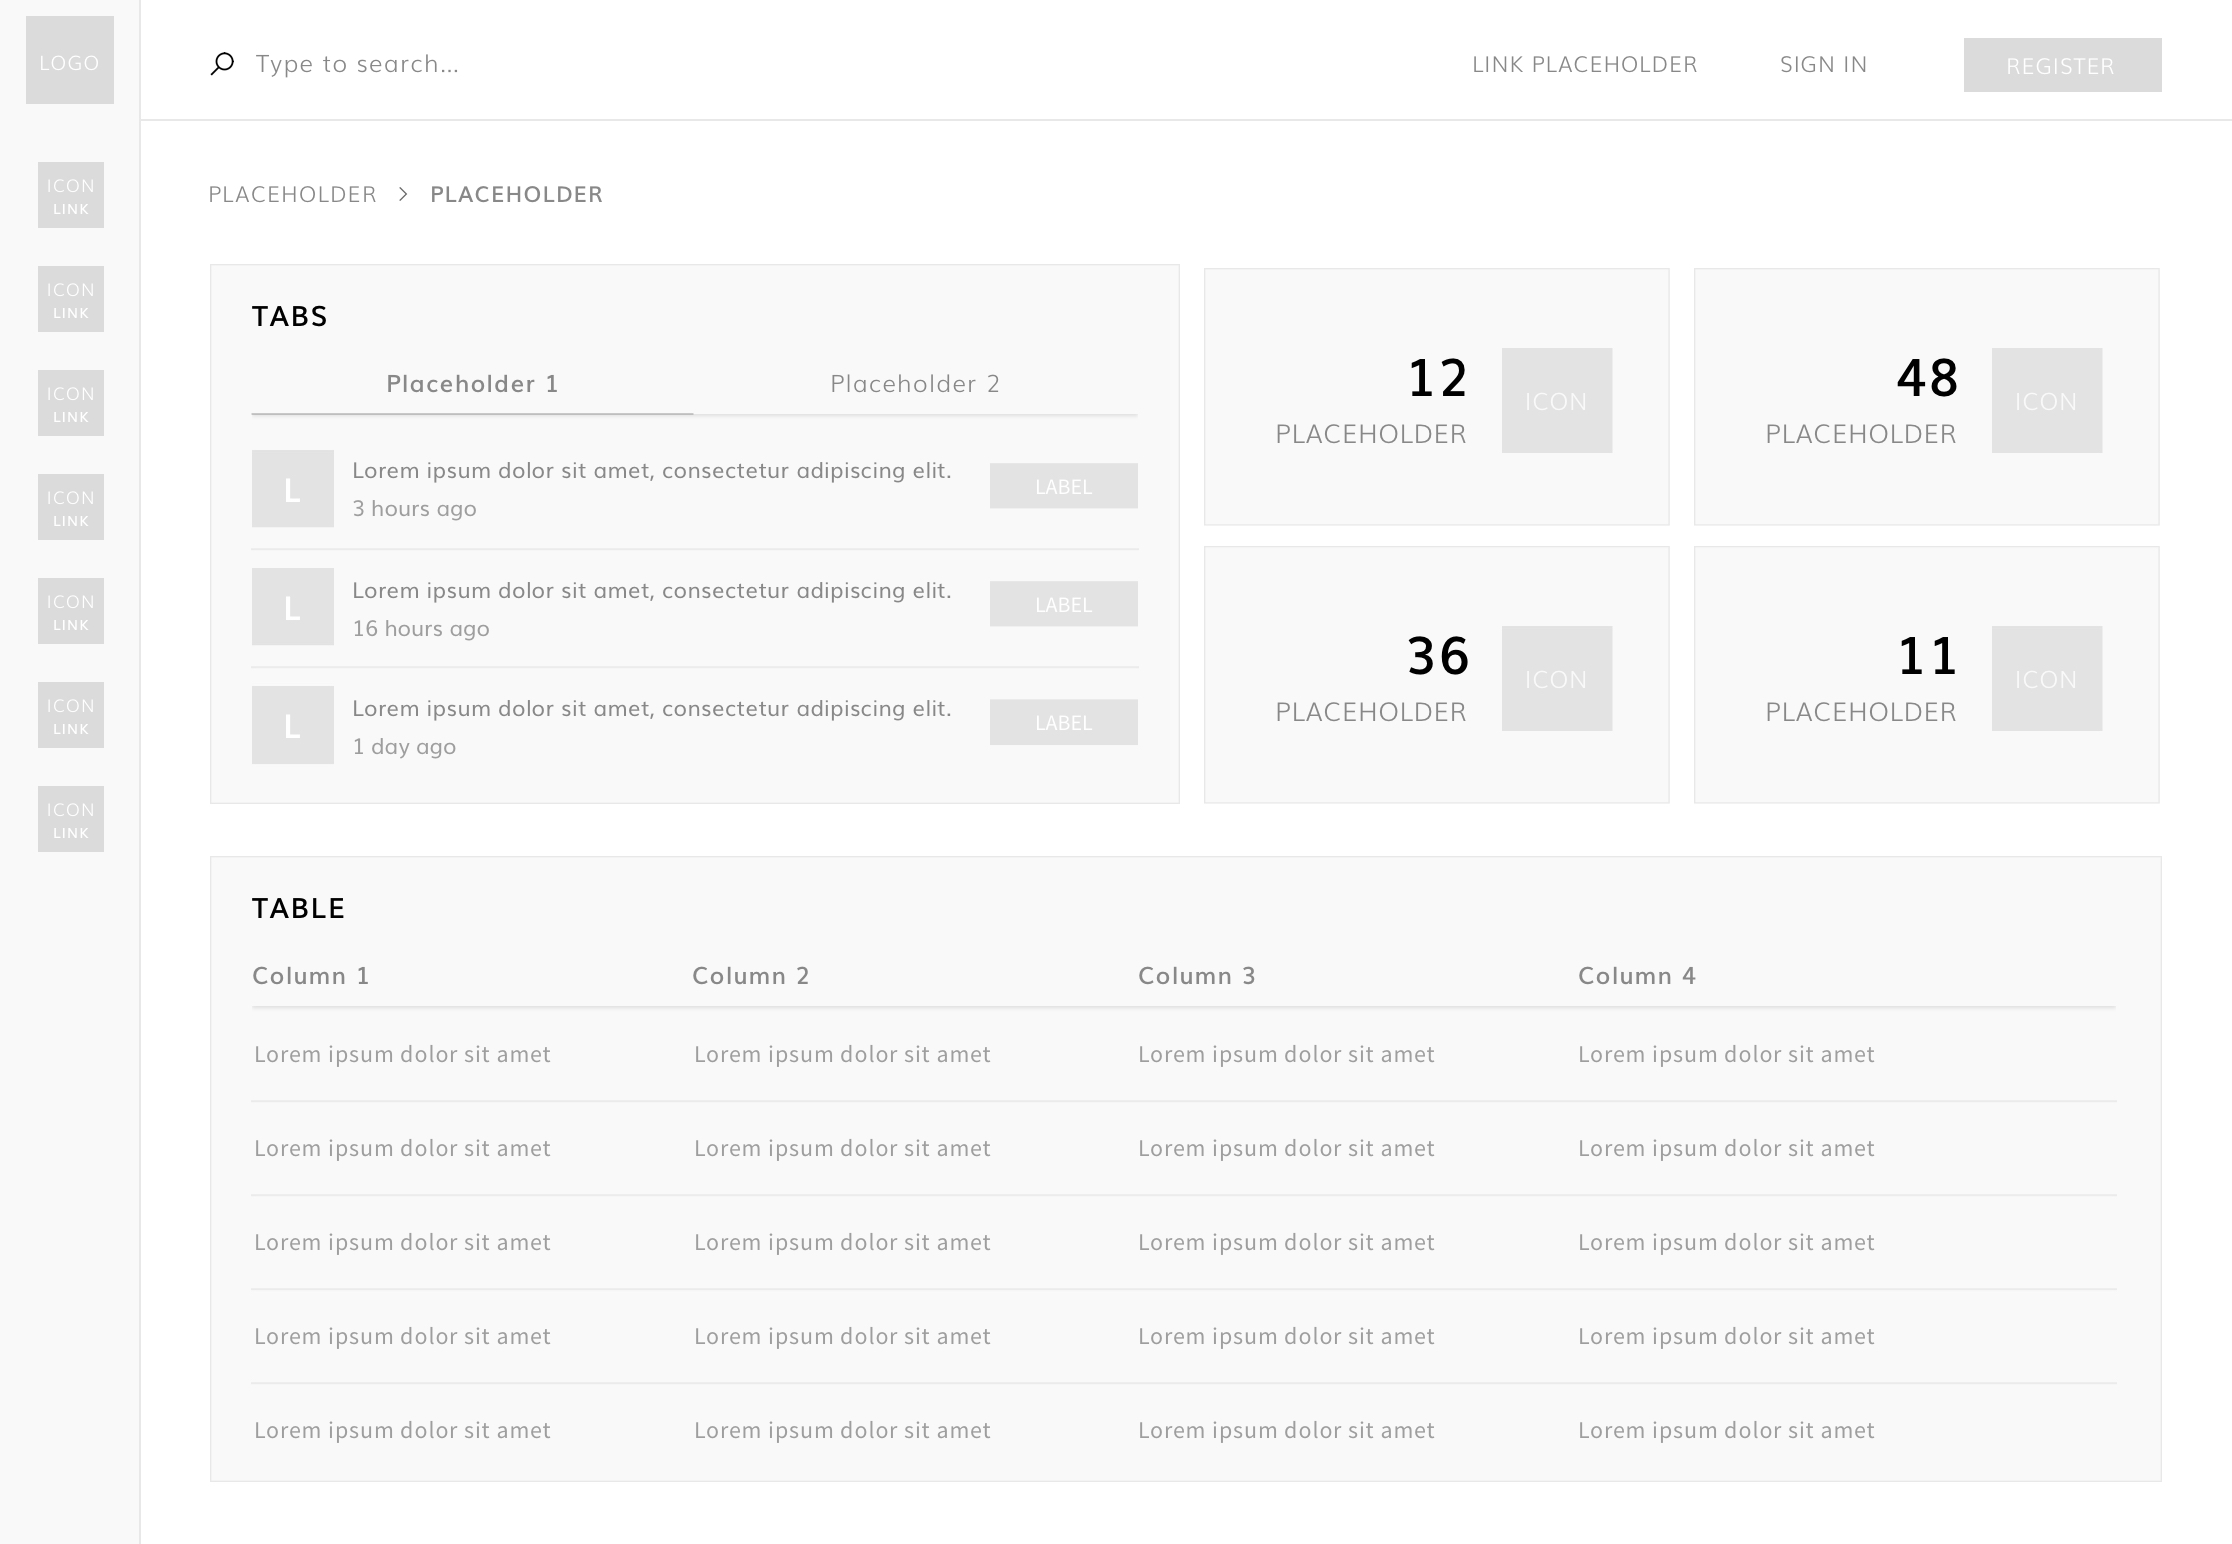 LOGO
Type to search...
LINK PLACEHOLDER
SIGN IN
REGISTER
ICON
LINK
ICON
LINK
ICON
LINK
ICON
LINK
ICON
LINK
ICON
LINK
ICON
LINK
PLACEHOLDER > PLACEHOLDER
TABS
Placeholder 1
Placeholder 2
L
Lorem ipsum dolor sit amet, consectetur adipiscing elit.
3 hours ago
LABEL
L
Lorem ipsum dolor sit amet, consectetur adipiscing elit.
16 hours ago
LABEL
L
Lorem ipsum dolor sit amet, consectetur adipiscing elit.
1 day ago
LABEL
12
PLACEHOLDER
ICON
48
PLACEHOLDER
ICON
36
PLACEHOLDER
ICON
11
PLACEHOLDER
ICON
TABLE
Column 1 Column 2 Column 3 Column 4
Lorem ipsum dolor sit amet Lorem ipsum dolor sit amet Lorem ipsum dolor sit amet Lorem ipsum dolor sit amet
Lorem ipsum dolor sit amet Lorem ipsum dolor sit amet Lorem ipsum dolor sit amet Lorem ipsum dolor sit amet
Lorem ipsum dolor sit amet Lorem ipsum dolor sit amet Lorem ipsum dolor sit amet Lorem ipsum dolor sit amet
Lorem ipsum dolor sit amet Lorem ipsum dolor sit amet Lorem ipsum dolor sit amet Lorem ipsum dolor sit amet
Lorem ipsum dolor sit amet Lorem ipsum dolor sit amet Lorem ipsum dolor sit amet Lorem ipsum dolor sit amet